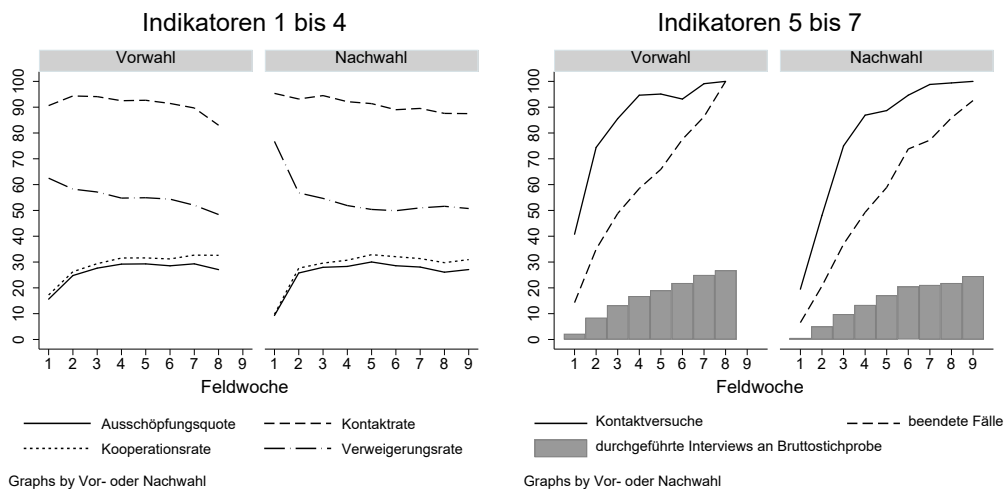 Indikatoren 1 bis 4
Vorwahl
Nachwahl
100
90
80
70
60
50
40
30
20
10
0
1 2 3 4 5 6 7 8 9
1 2 3 4 5 6 7 8 9
Feldwoche
Ausschöpfungsquote
Kontaktrate
Kooperationsrate
Verweigerungsrate
Graphs by Vor- oder Nachwahl
Indikatoren 5 bis 7
Vorwahl
Nachwahl
100
90
80
70
60
50
40
30
20
10
0
1 2 3 4 5 6 7 8 9
1 2 3 4 5 6 7 8 9
Feldwoche
Kontaktversuche
beendete Fälle
durchgeführte Interviews an Bruttostichprobe
Graphs by Vor- oder Nachwahl